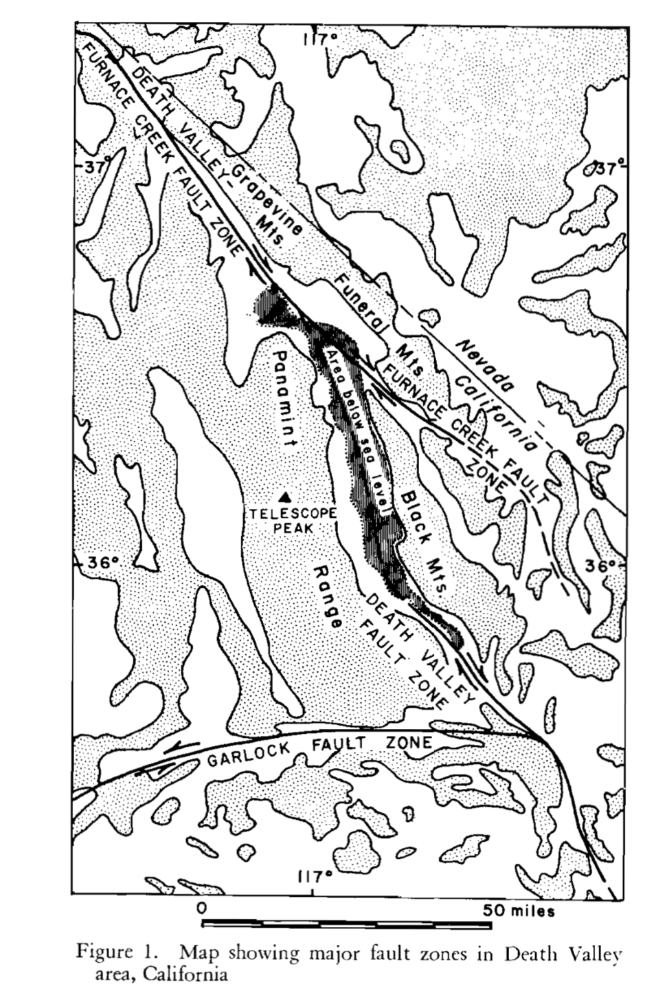 117°
DEATH VALLEY-
FURNACE CREEK FAULT ZONE
37°
37°
Grapevine
Mts.
Funeral
Mts.
Nevada
California
Panamint
Area below sea level
FURNACE CREEK FAULT
ZONE
TELESCOPE
PEAK
Black Mts.
36°
36°
Range
DEATH VALLEY
FAULT ZONE
GARLOCK FAULT ZONE
117°
0
50 miles
Figure 1. Map showing major fault zones in Death Valley
area, California